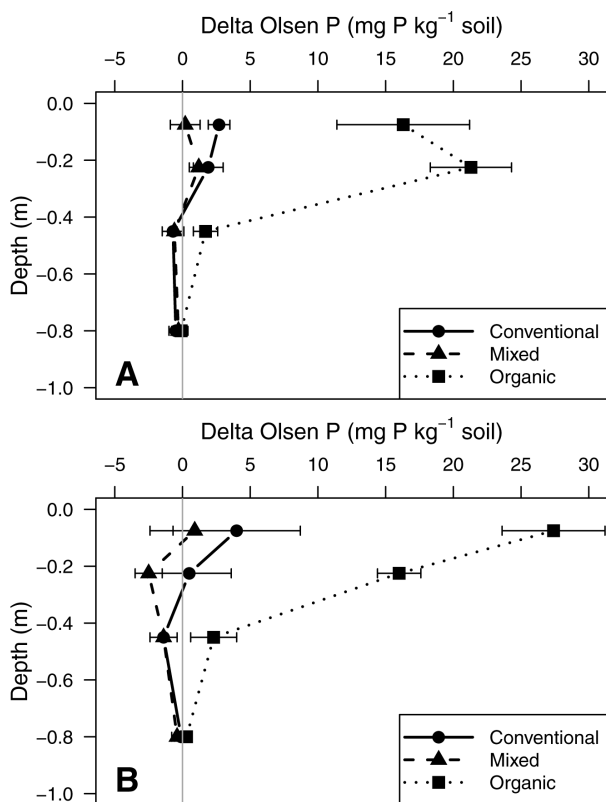 Delta Olsen P (mg P kg⁻¹ soil)
−5 0 5 10 15 20 25 30
0.0
−0.2
−0.4
−0.6
−0.8
−1.0
Depth (m)
A
Conventional
Mixed
Organic
Delta Olsen P (mg P kg⁻¹ soil)
−5 0 5 10 15 20 25 30
0.0
−0.2
−0.4
−0.6
−0.8
−1.0
Depth (m)
B
Conventional
Mixed
Organic